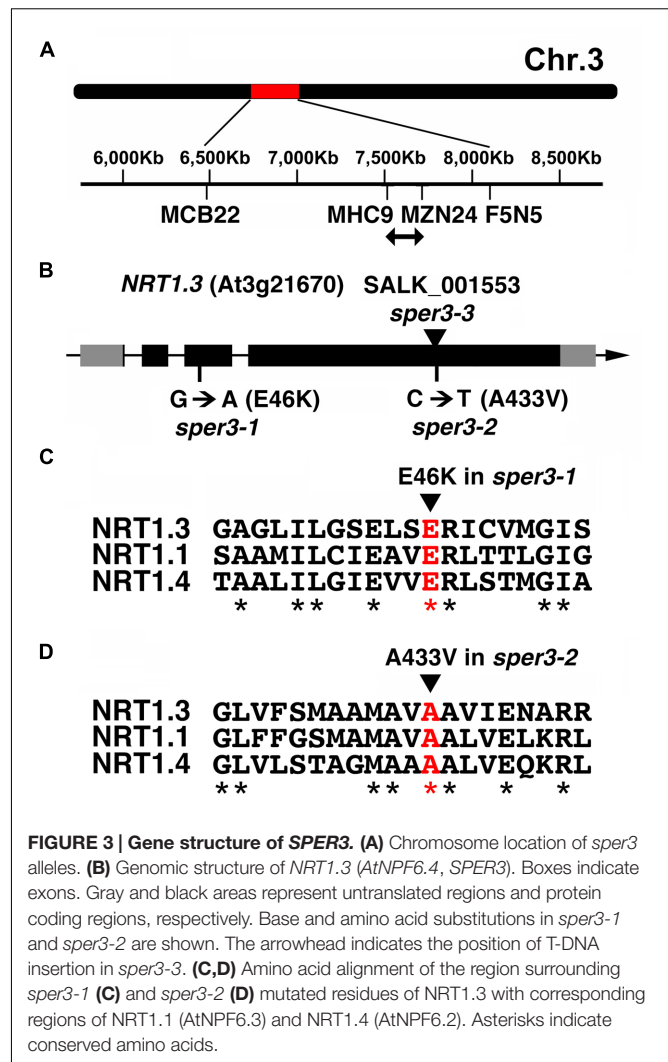 A
Chr.3
6,000Kb 6,500Kb 7,000Kb 7,500Kb 8,000Kb 8,500Kb
MCB22 MHC9 MZN24 F5N5
B
NRT1.3 (At3g21670) SALK_001553
sper3-3
G → A (E46K) C → T (A433V)
sper3-1 sper3-2
C
E46K in sper3-1
NRT1.3 GAGLILGSELSERICVMGIS
NRT1.1 SAAMILCIEAVERLTTLGIG
NRT1.4 TAALILGIEVVERLSTMGIA
* * * * * * * *
D
A433V in sper3-2
NRT1.3 GLVFSMAAMAVAAVIENARR
NRT1.1 GLFFGSMAMAVAALVELKRL
NRT1.4 GLVLSTAGMAAAALVEQKRL
* * * * * * * *
FIGURE 3 | Gene structure of SPER3. (A) Chromosome location of sper3
alleles. (B) Genomic structure of NRT1.3 (AtNPF6.4, SPER3). Boxes indicate
exons. Gray and black areas represent untranslated regions and protein
coding regions, respectively. Base and amino acid substitutions in sper3-1
and sper3-2 are shown. The arrowhead indicates the position of T-DNA
insertion in sper3-3. (C,D) Amino acid alignment of the region surrounding
sper3-1 (C) and sper3-2 (D) mutated residues of NRT1.3 with corresponding
regions of NRT1.1 (AtNPF6.3) and NRT1.4 (AtNPF6.2). Asterisks indicate
conserved amino acids.